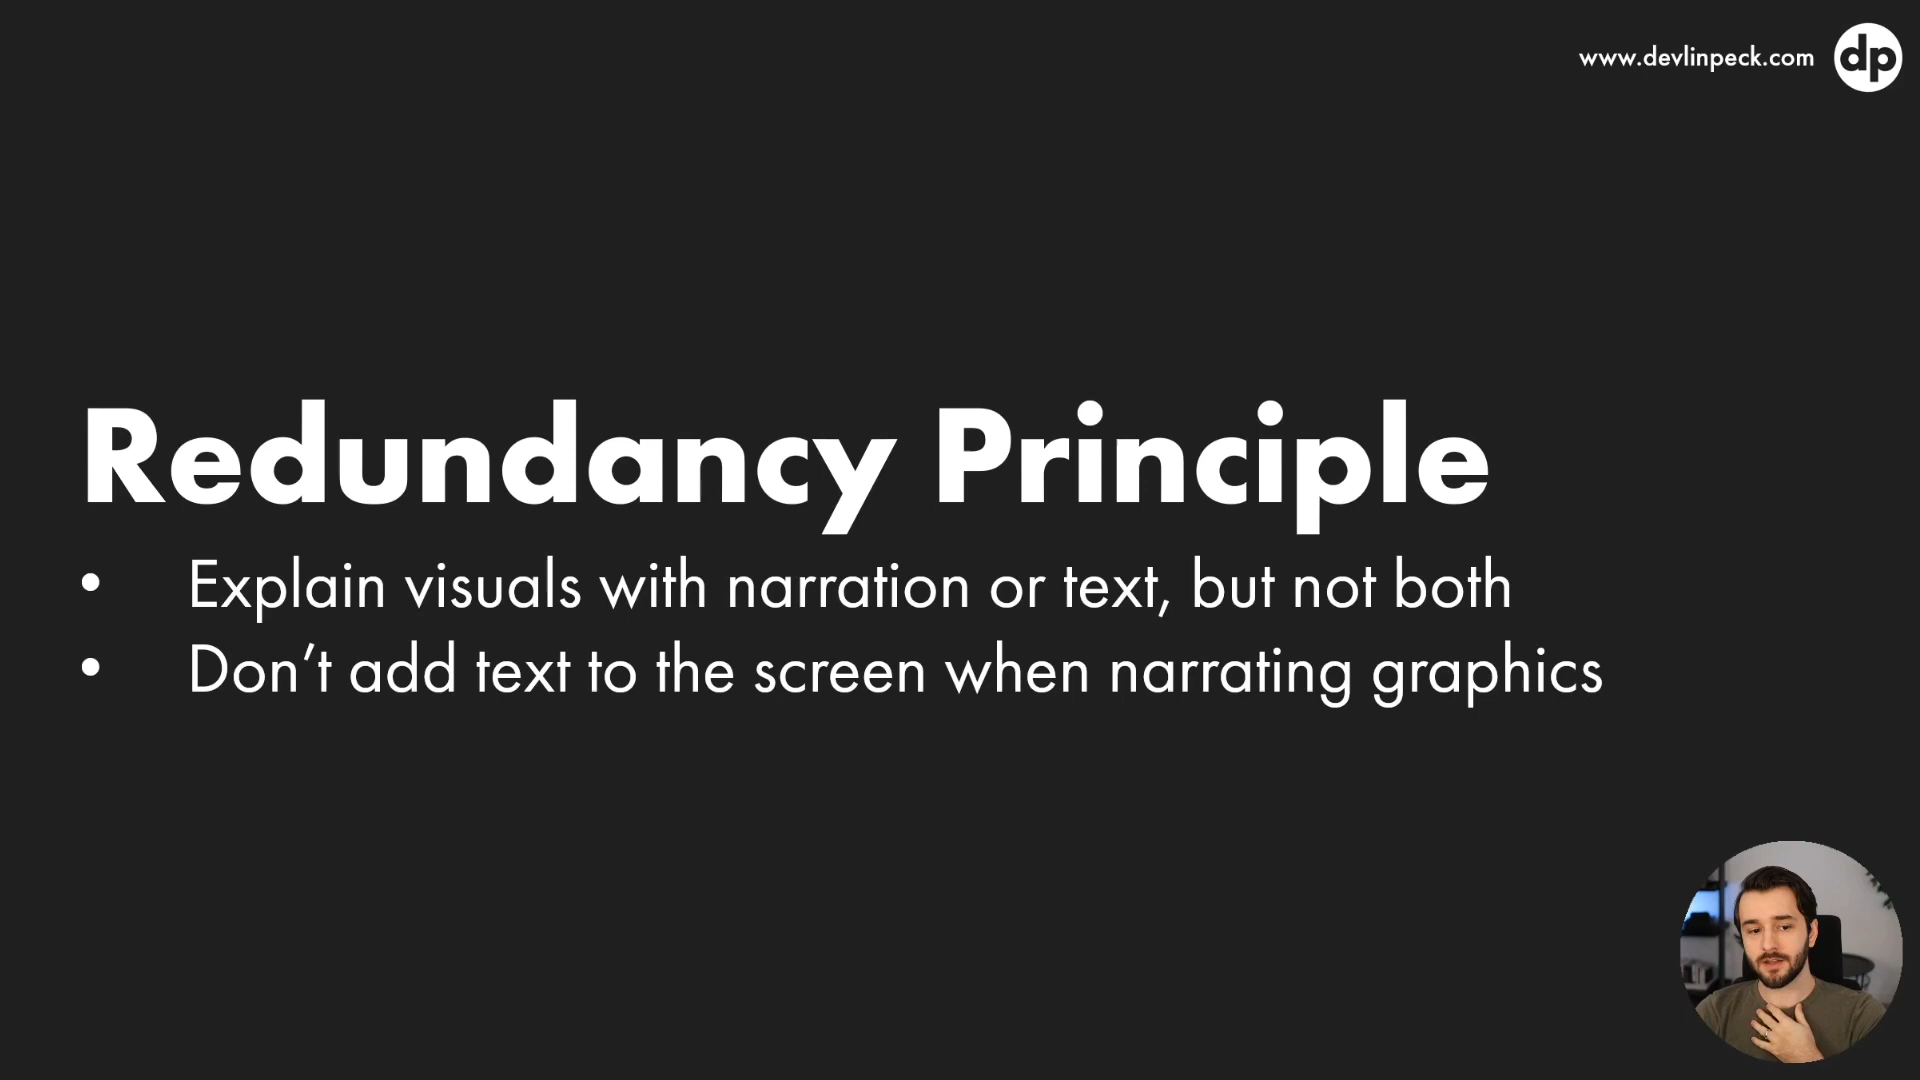 www.devlinpeck.com dp
Redundancy Principle
• Explain visuals with narration or text, but not both
• Don’t add text to the screen when narrating graphics